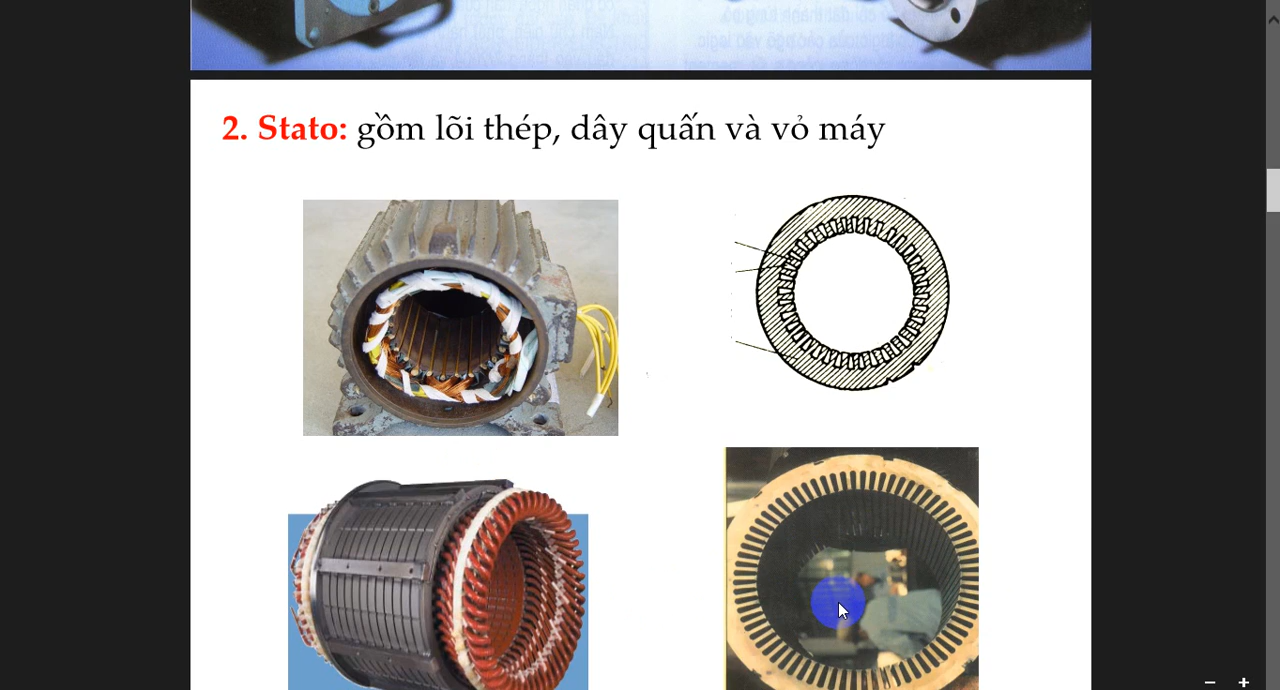 2. Stato: gồm lõi thép, dây quấn và vỏ máy